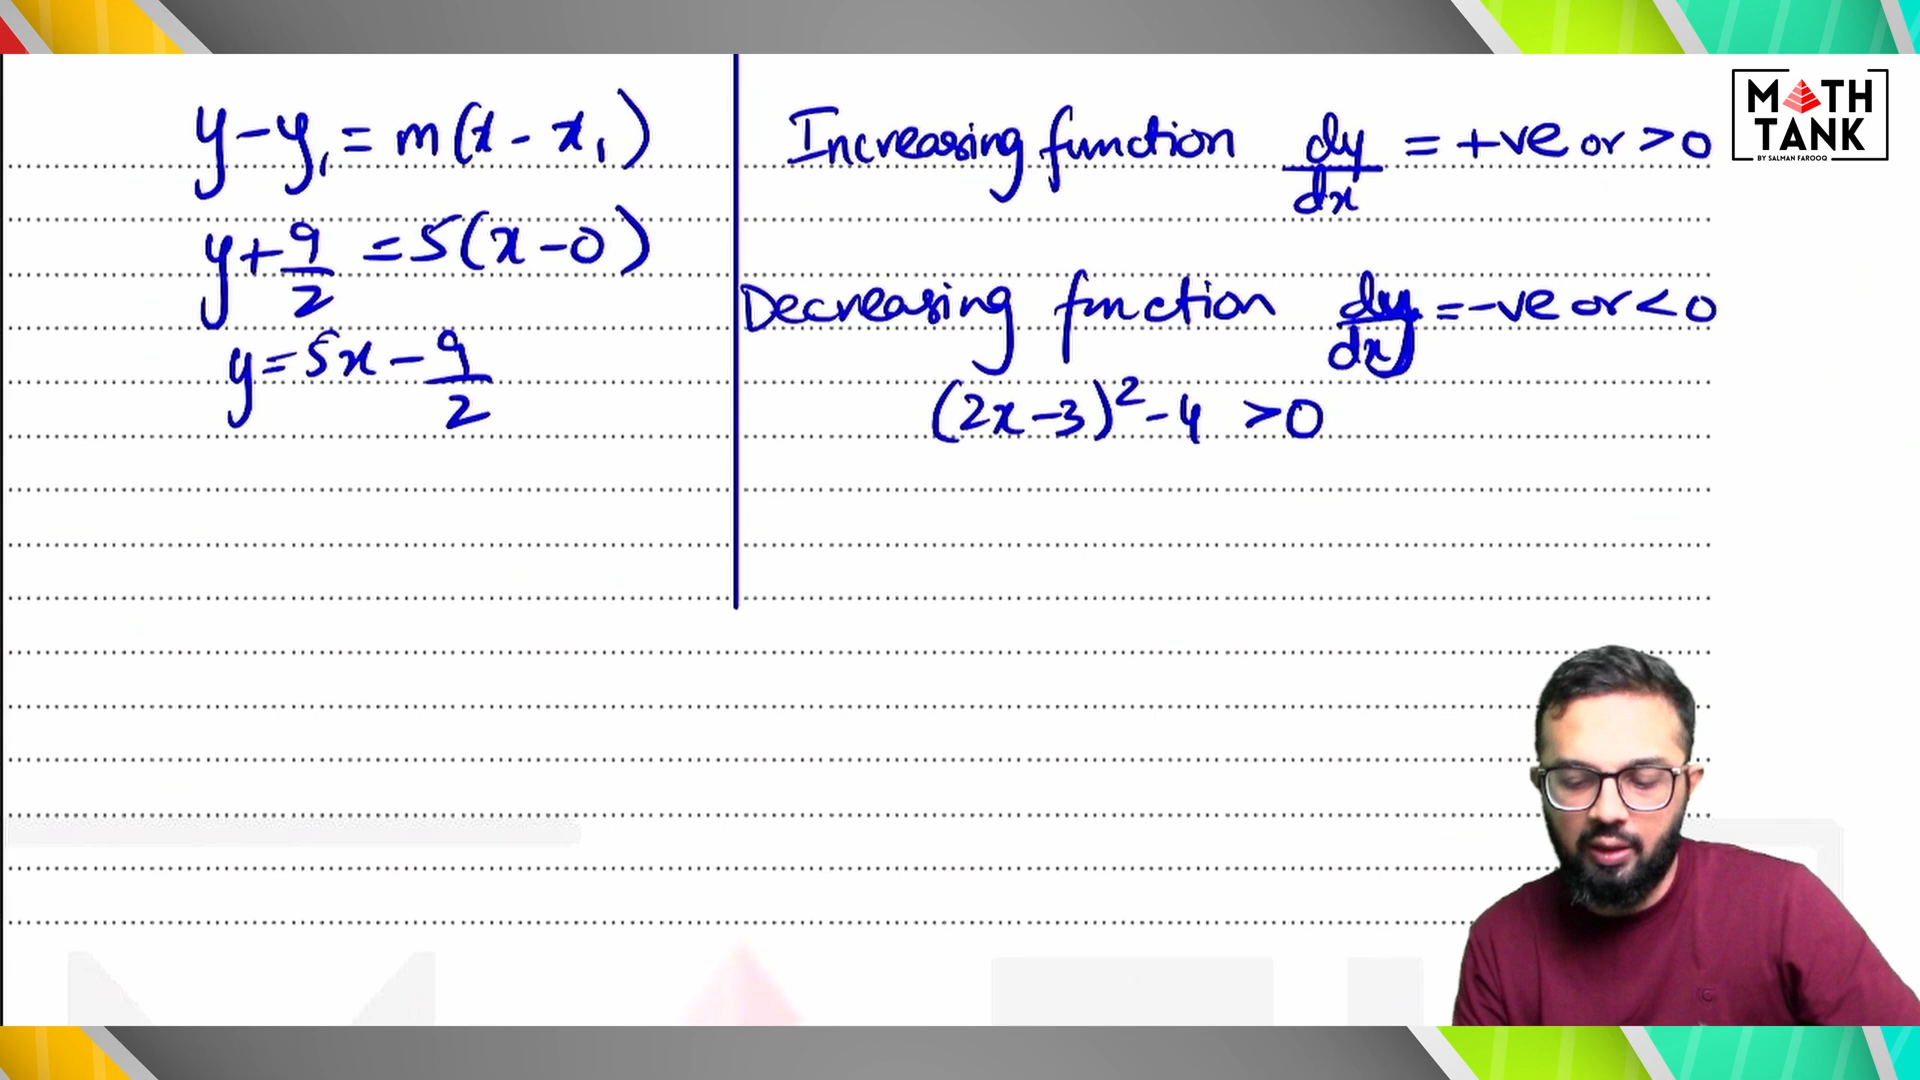 y-y₁ = m(x - x₁)
y+9/2 = 5(x-0)
y=5x-9/2
Increasing function dy/dx = +ve or >0
Decreasing function dy/dx = -ve or <0
(2x-3)²-4 >0
MATH
TANK
BY SALMAN FAROOQ